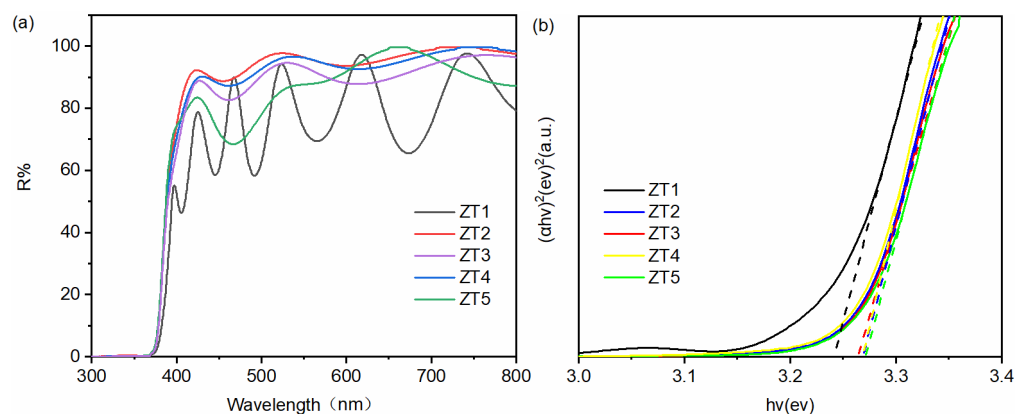 (a)
R%
100
80
60
40
20
0
300
400
500
600
700
800
Wavelength（nm）
ZT1
ZT2
ZT3
ZT4
ZT5
(b)
(αhv)²(ev)²(a.u.)
3.0
3.1
3.2
3.3
3.4
hv(ev)
ZT1
ZT2
ZT3
ZT4
ZT5